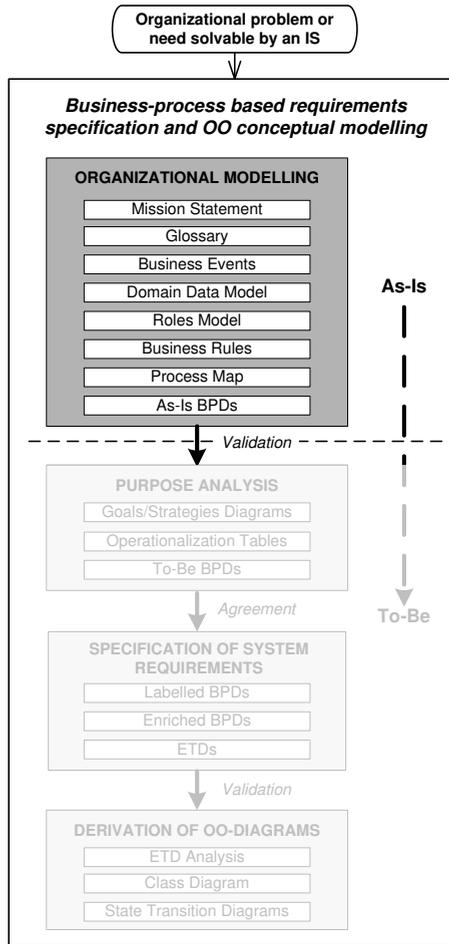 Organizational problem or
need solvable by an IS
Business-process based requirements
specification and OO conceptual modelling
ORGANIZATIONAL MODELLING
Mission Statement
Glossary
Business Events
Domain Data Model
Roles Model
Business Rules
Process Map
As-Is BPDs
As-Is
Validation
PURPOSE ANALYSIS
Goals/Strategies Diagrams
Operationalization Tables
To-Be BPDs
To-Be
Agreement
SPECIFICATION OF SYSTEM
REQUIREMENTS
Labelled BPDs
Enriched BPDs
ETDs
Validation
DERIVATION OF OO-DIAGRAMS
ETD Analysis
Class Diagram
State Transition Diagrams